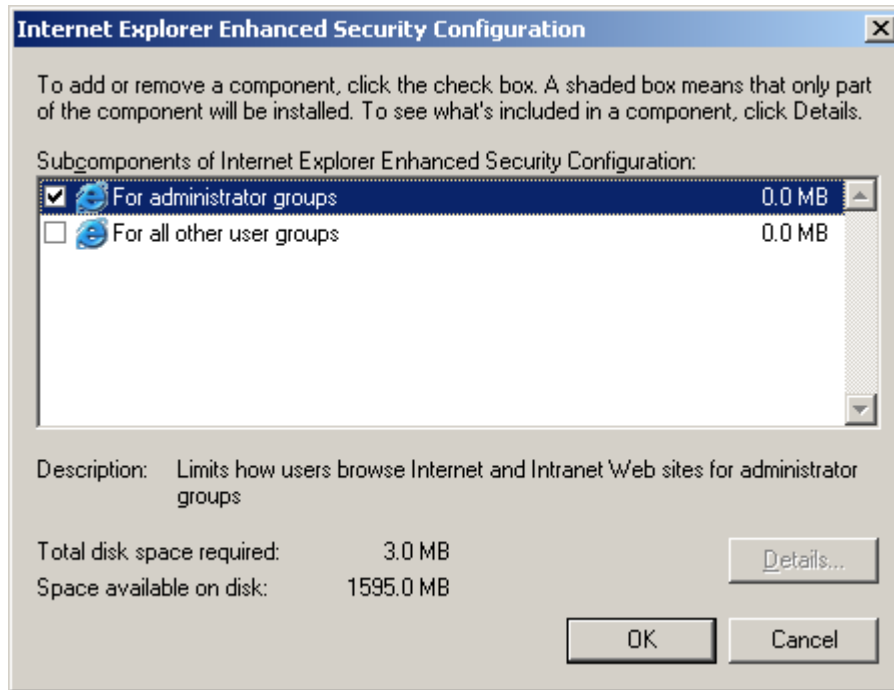 Internet Explorer Enhanced Security Configuration
To add or remove a component, click the check box. A shaded box means that only part
of the component will be installed. To see what's included in a component, click Details.
Subcomponents of Internet Explorer Enhanced Security Configuration:
For administrator groups 0.0 MB
For all other user groups 0.0 MB
Description: Limits how users browse Internet and Intranet Web sites for administrator
groups
Total disk space required: 3.0 MB
Details...
Space available on disk: 1595.0 MB
OK Cancel